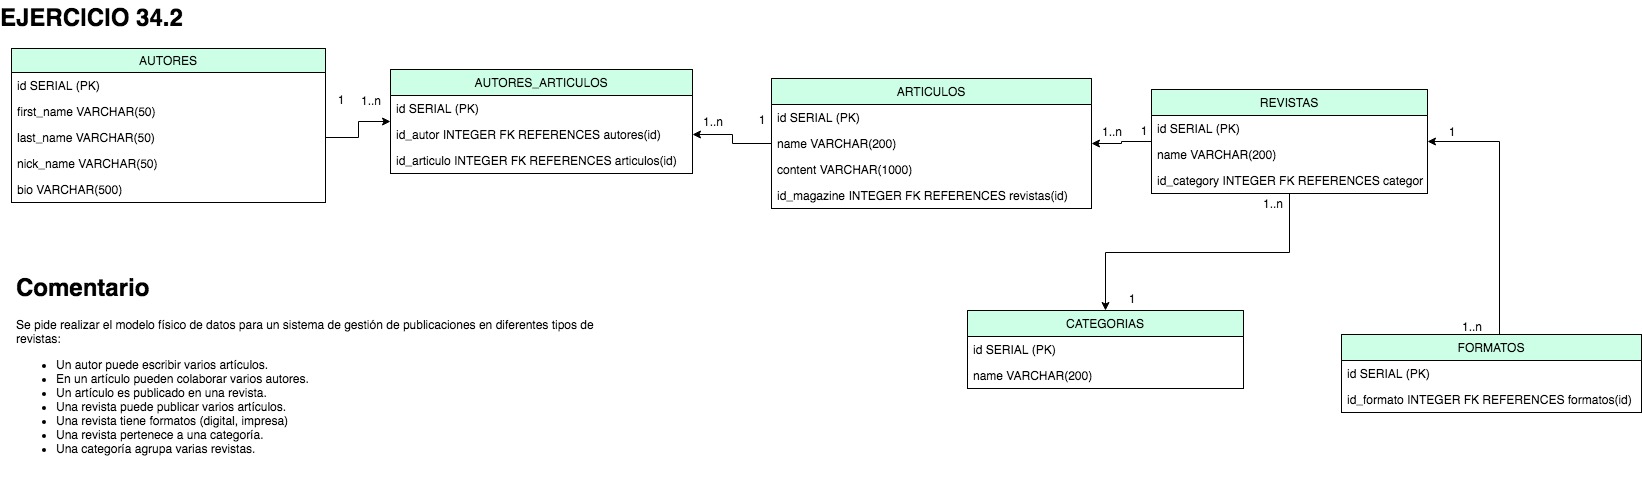 EJERCICIO 34.2
AUTORES
id SERIAL (PK)
first_name VARCHAR(50)
last_name VARCHAR(50)
nick_name VARCHAR(50)
bio VARCHAR(500)
1
1..n
AUTORES_ARTICULOS
id SERIAL (PK)
id_autor INTEGER FK REFERENCES autores(id)
id_articulo INTEGER FK REFERENCES articulos(id)
1..n
1
ARTICULOS
id SERIAL (PK)
name VARCHAR(200)
content VARCHAR(1000)
id_magazine INTEGER FK REFERENCES revistas(id)
1..n
1
REVISTAS
id SERIAL (PK)
name VARCHAR(200)
id_category INTEGER FK REFERENCES categor
1
1..n
1
CATEGORIAS
id SERIAL (PK)
name VARCHAR(200)
1..n
FORMATOS
id SERIAL (PK)
id_formato INTEGER FK REFERENCES formatos(id)
Comentario
Se pide realizar el modelo físico de datos para un sistema de gestión de publicaciones en diferentes tipos de
revistas:
• Un autor puede escribir varios artículos.
• En un artículo pueden colaborar varios autores.
• Un artículo es publicado en una revista.
• Una revista puede publicar varios artículos.
• Una revista tiene formatos (digital, impresa)
• Una revista pertenece a una categoría.
• Una categoría agrupa varias revistas.